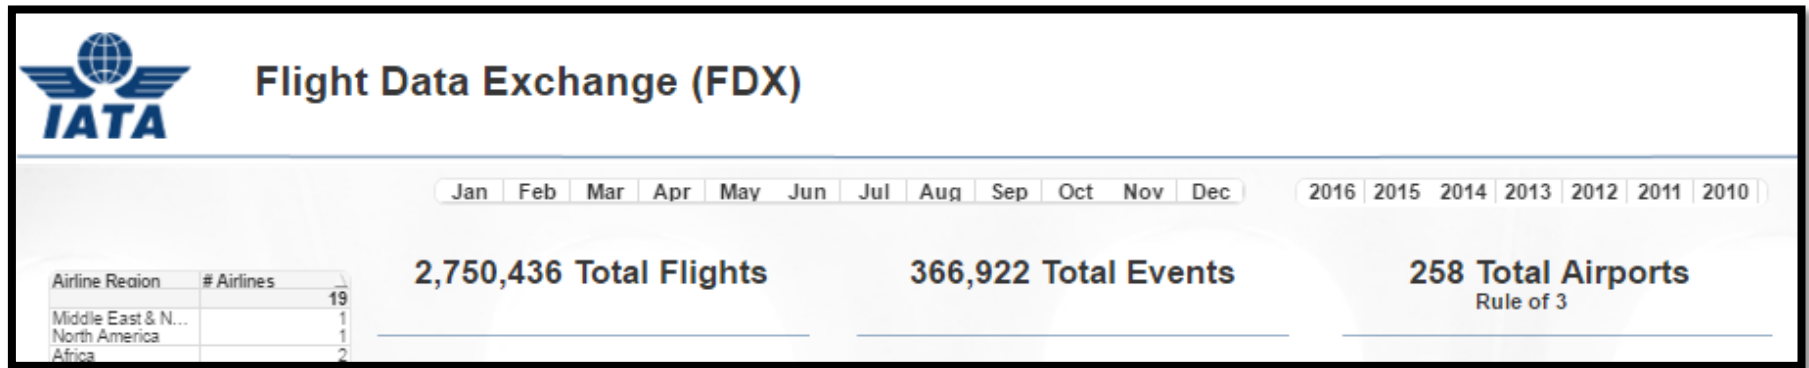 IATA
Flight Data Exchange (FDX)
Jan Feb Mar Apr May Jun Jul Aug Sep Oct Nov Dec
2016 2015 2014 2013 2012 2011 2010
2,750,436 Total Flights
366,922 Total Events
258 Total Airports
Rule of 3
Airline Region # Airlines
19
Middle East & N... 1
North America 1
Africa 2